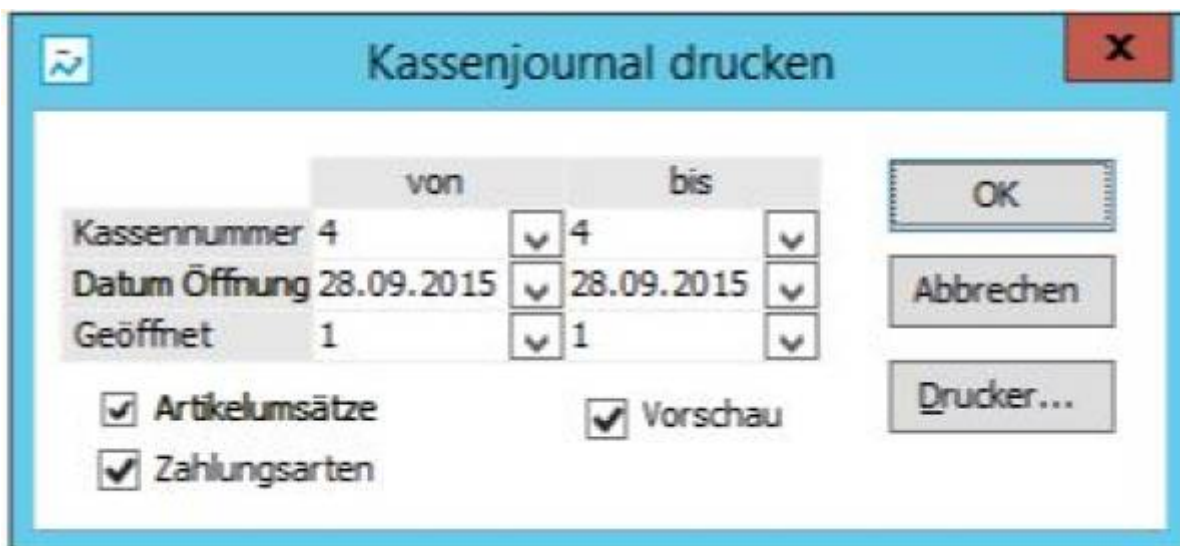 Kassenjournal drucken
x
von bis
Kassennummer 4 4
Datum Öffnung 28.09.2015 28.09.2015
Geöffnet 1 1
Artikelumsätze Vorschau
Zahlungsarten
OK
Abbrechen
Drucker...